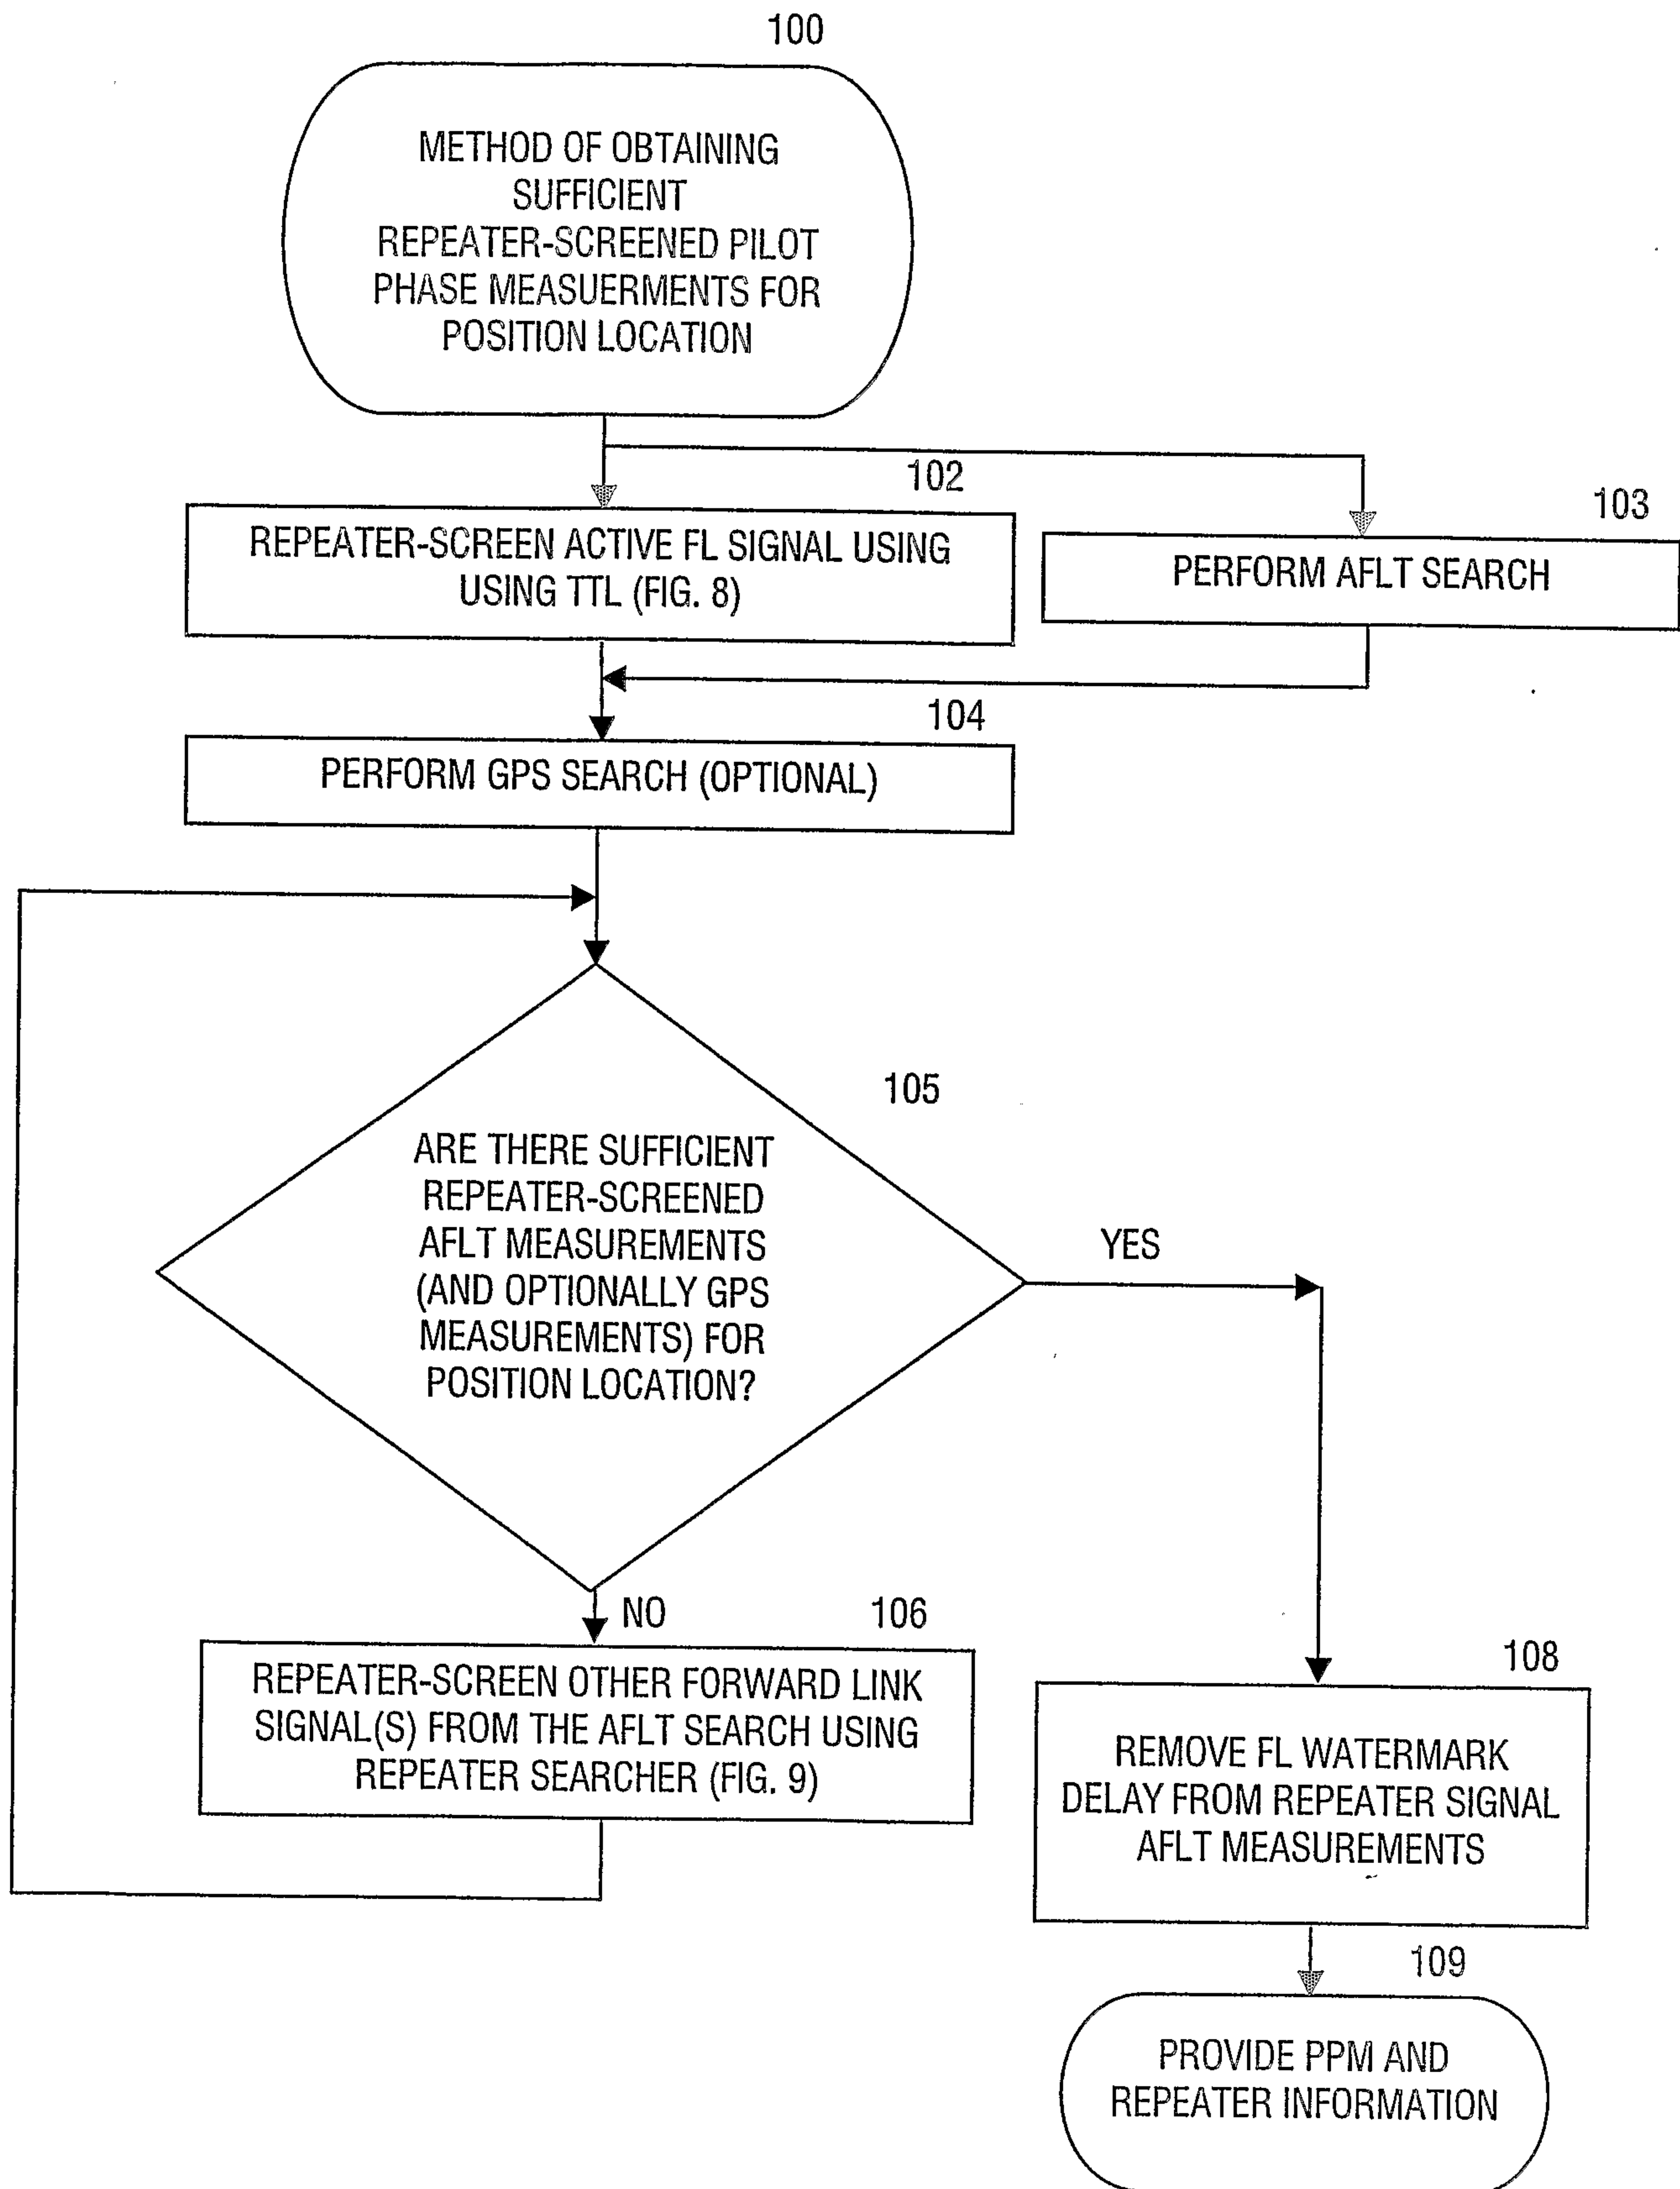 100
METHOD OF OBTAINING
SUFFICIENT
REPEATER-SCREENED PILOT
PHASE MEASUERMENTS FOR
POSITION LOCATION
102
REPEATER-SCREEN ACTIVE FL SIGNAL USING
USING TTL (FIG. 8)
103
PERFORM AFLT SEARCH
104
PERFORM GPS SEARCH (OPTIONAL)
105
ARE THERE SUFFICIENT
REPEATER-SCREENED
AFLT MEASUREMENTS
(AND OPTIONALLY GPS
MEASUREMENTS) FOR
POSITION LOCATION?
YES
NO
106
REPEATER-SCREEN OTHER FORWARD LINK
SIGNAL(S) FROM THE AFLT SEARCH USING
REPEATER SEARCHER (FIG. 9)
108
REMOVE FL WATERMARK
DELAY FROM REPEATER SIGNAL
AFLT MEASUREMENTS
109
PROVIDE PPM AND
REPEATER INFORMATION